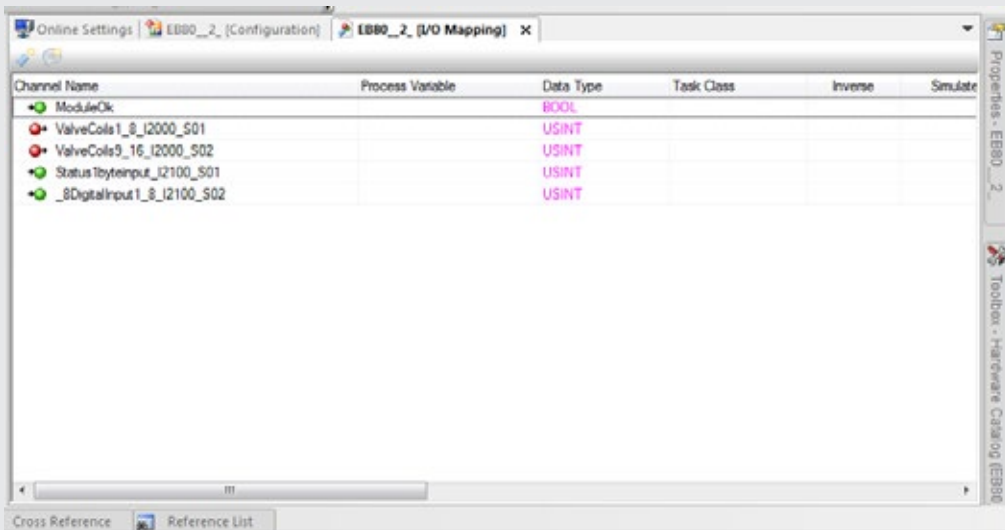 Online Settings EB80__2_ [Configuration] EB80__2_ [I/O Mapping] X
Channel Name Process Variable Data Type Task Class Inverse Simulate
ModuleOk BOOL
ValveCoils1_8_I2000_S01 USINT
ValveCoils9_16_I2000_S02 USINT
Status1byteinput_I2100_S01 USINT
_8DigitalInput1_8_I2100_S02 USINT
Properties - EB80__2_
Toolbox - Hardware Catalog (EB80
Cross Reference Reference List